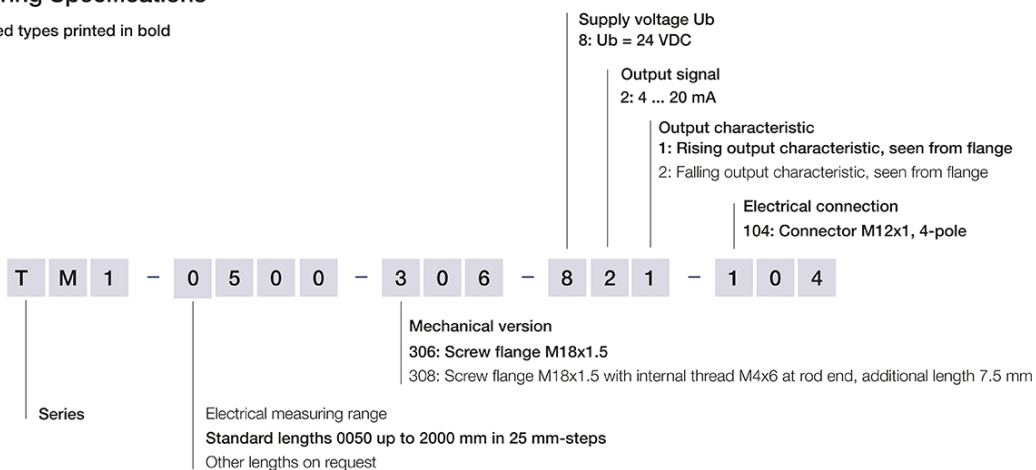 Supply voltage Ub
8: Ub = 24 VDC
ed types printed in bold
Output signal
2: 4 ... 20 mA
Output characteristic
1: Rising output characteristic, seen from flange
2: Falling output characteristic, seen from flange
Electrical connection
104: Connector M12x1, 4-pole
T M 1 – 0 5 0 0 – 3 0 6 – 8 2 1 – 1 0 4
Mechanical version
306: Screw flange M18x1.5
308: Screw flange M18x1.5 with internal thread M4x6 at rod end, additional length 7.5 mm
Series
Electrical measuring range
Standard lengths 0050 up to 2000 mm in 25 mm-steps
Other lengths on request